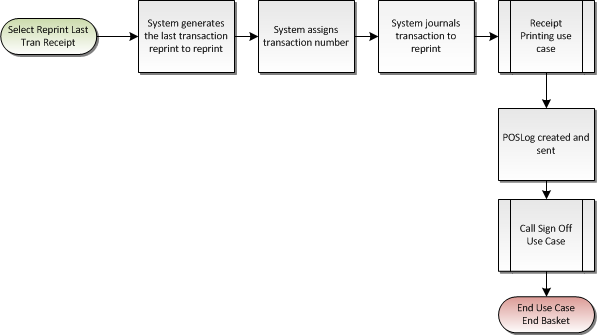 Select Reprint Last
Tran Receipt
System generates
the last transaction
reprint to reprint
System assigns
transaction number
System journals
transaction to
reprint
Receipt
Printing use
case
POSLog created and
sent
Call Sign Off
Use Case
End Use Case
End Basket